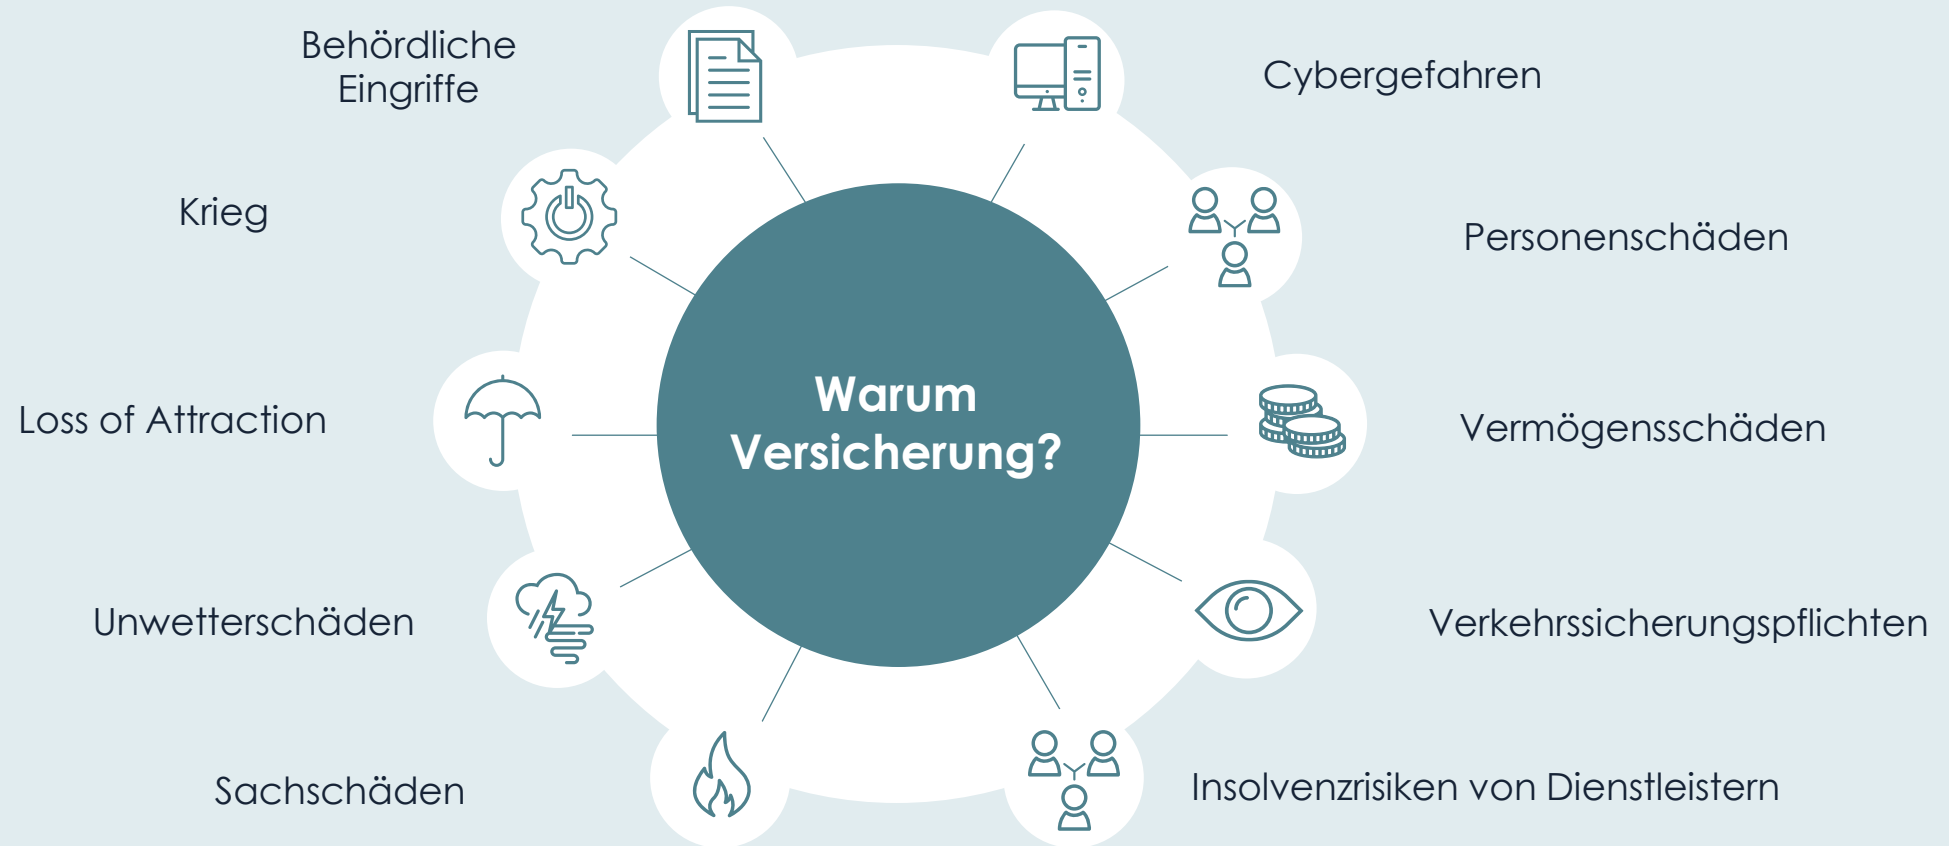 Behördliche
Eingriffe
Cybergefahren
Krieg
Personenschäden
Warum
Versicherung?
Loss of Attraction
Vermögensschäden
Unwetterschäden
Verkehrssicherungspflichten
Sachschäden
Insolvenzrisiken von Dienstleistern